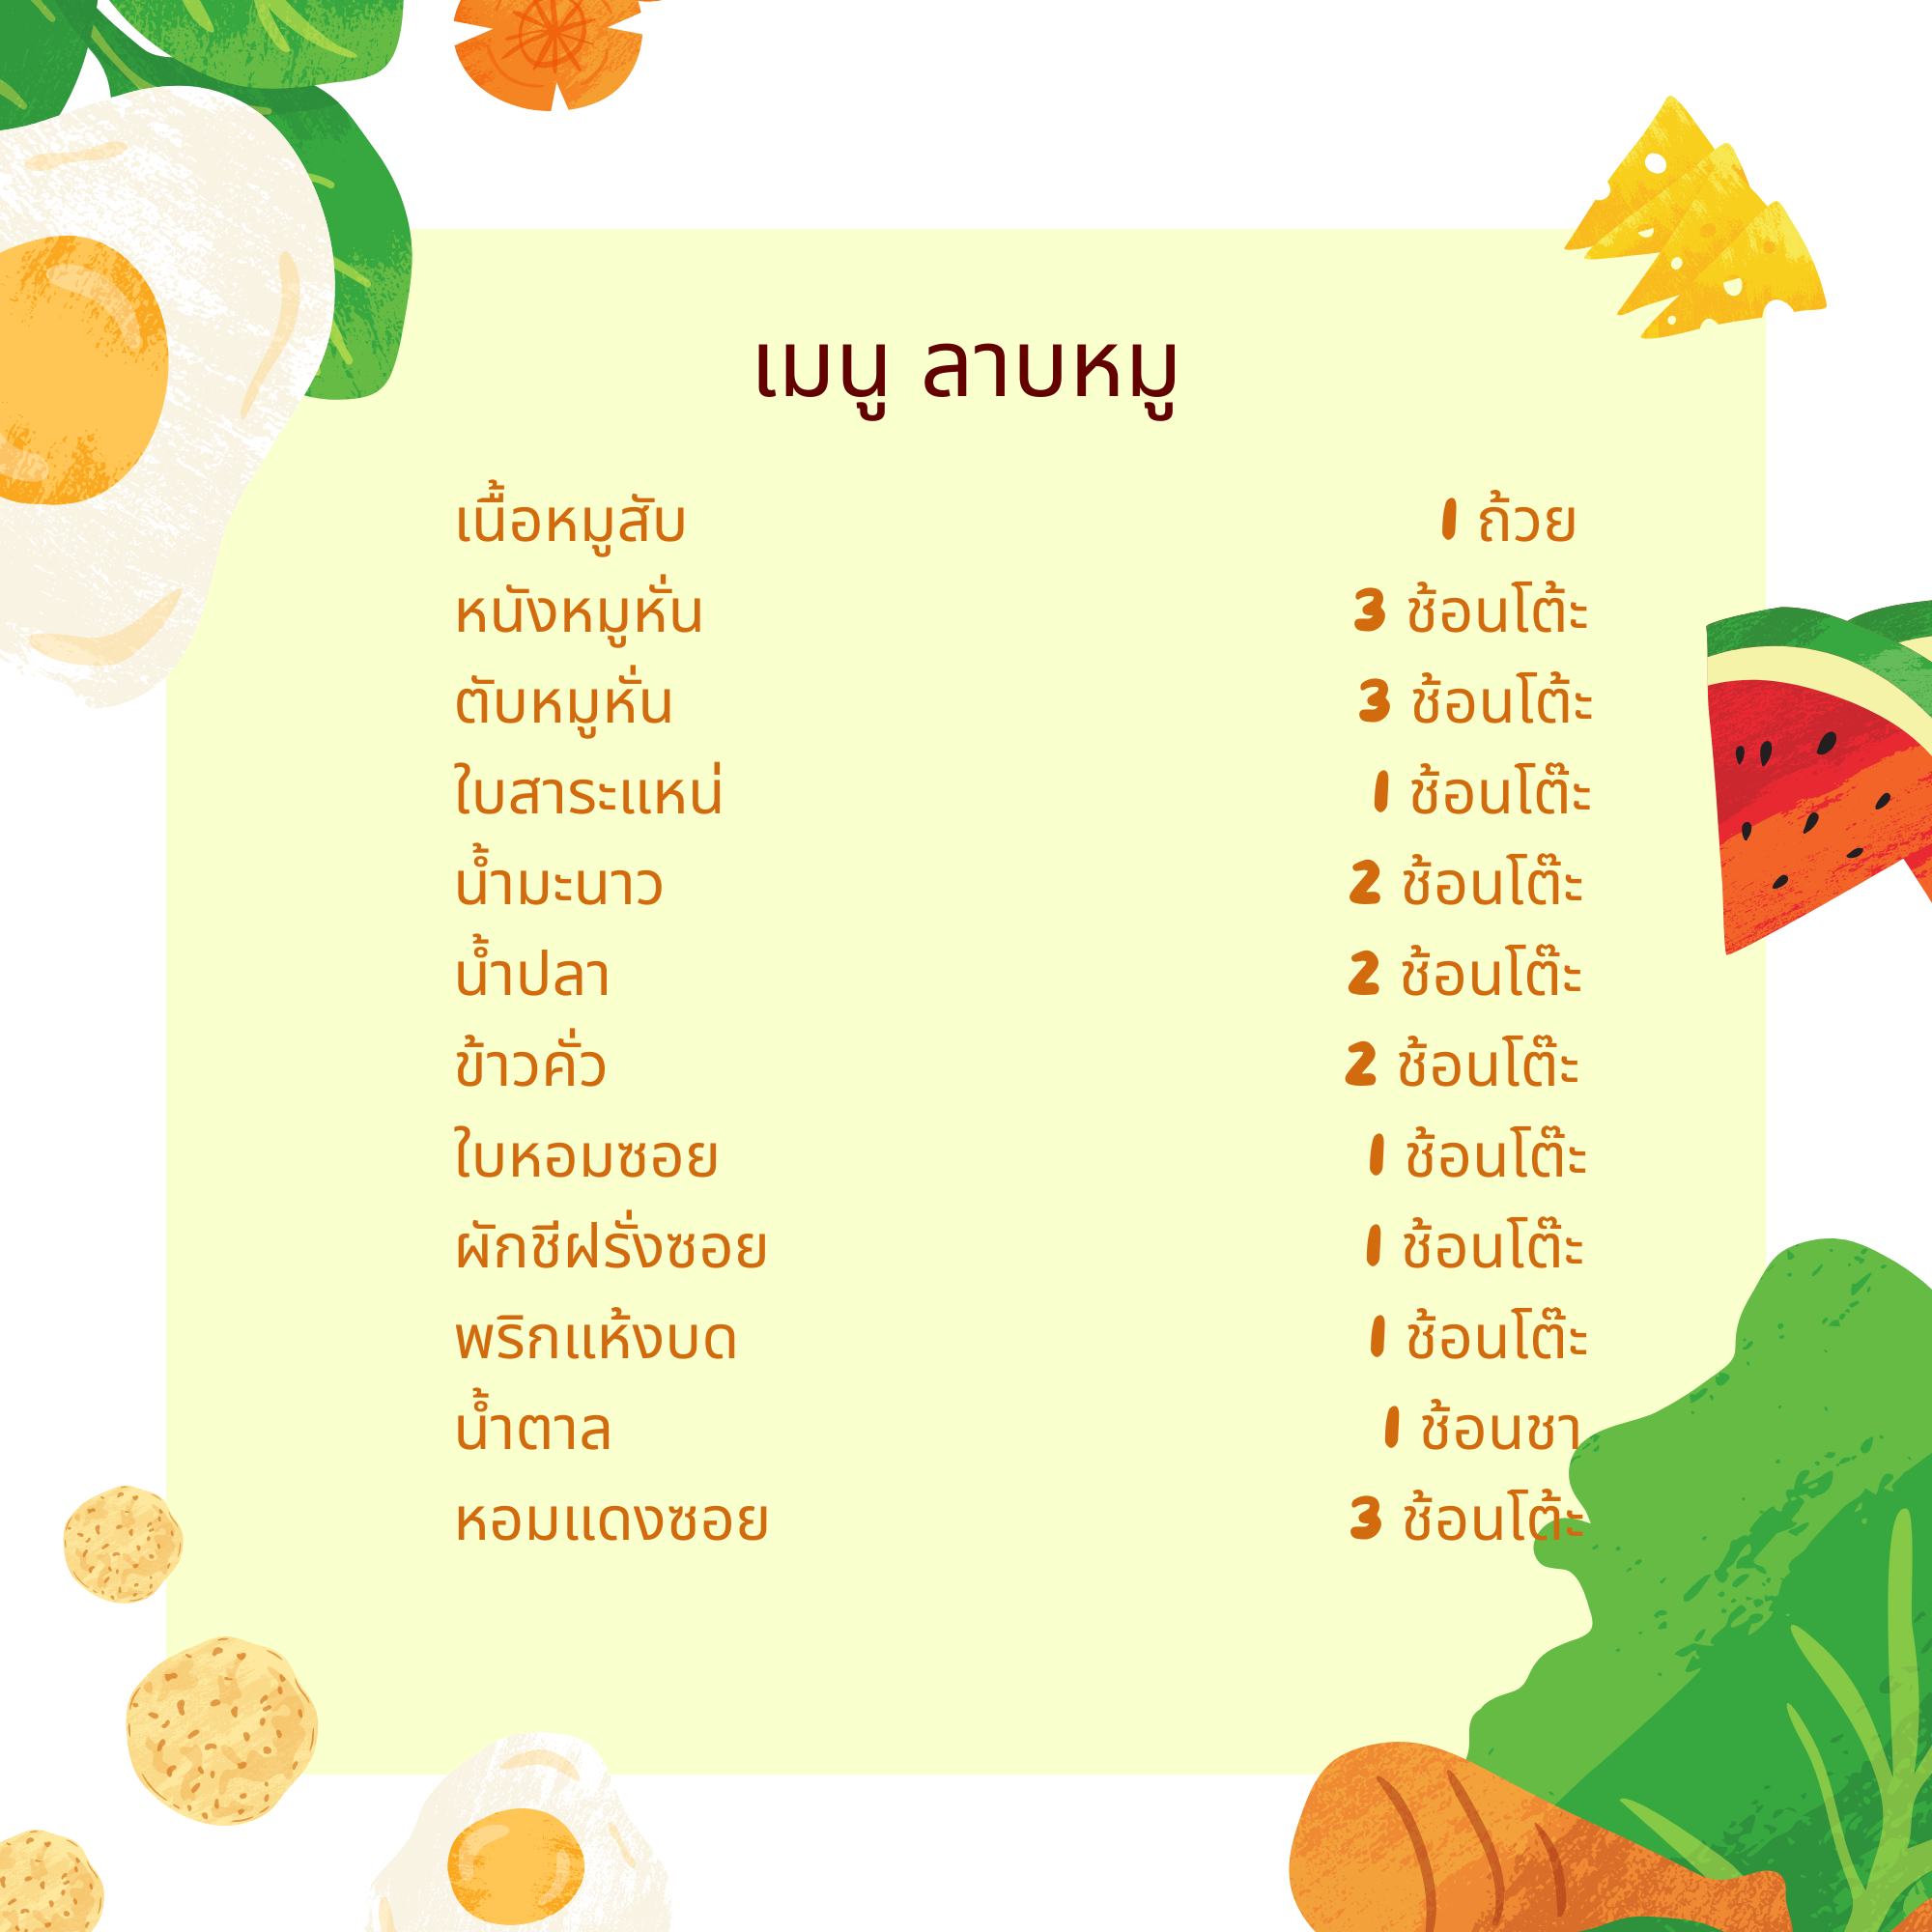 เมนู ลาบหมู
เนื้อหมูสับ 1 ถ้วย
หนังหมูหั่น 3 ช้อนโต้ะ
ตับหมูหั่น 3 ช้อนโต้ะ
ใบสาระแหน่ 1 ช้อนโต๊ะ
น้ำมะนาว 2 ช้อนโต๊ะ
น้ำปลา 2 ช้อนโต๊ะ
ข้าวคั่ว 2 ช้อนโต๊ะ
ใบหอมซอย 1 ช้อนโต๊ะ
ผักชีฝรั่งซอย 1 ช้อนโต๊ะ
พริกแห้งบด 1 ช้อนโต๊ะ
น้ำตาล 1 ช้อนชา
หอมแดงซอย 3 ช้อนโต้ะ